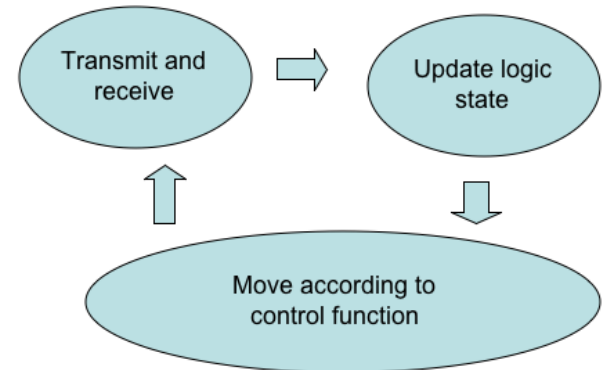 Transmit and
receive
Update logic
state
Move according to
control function